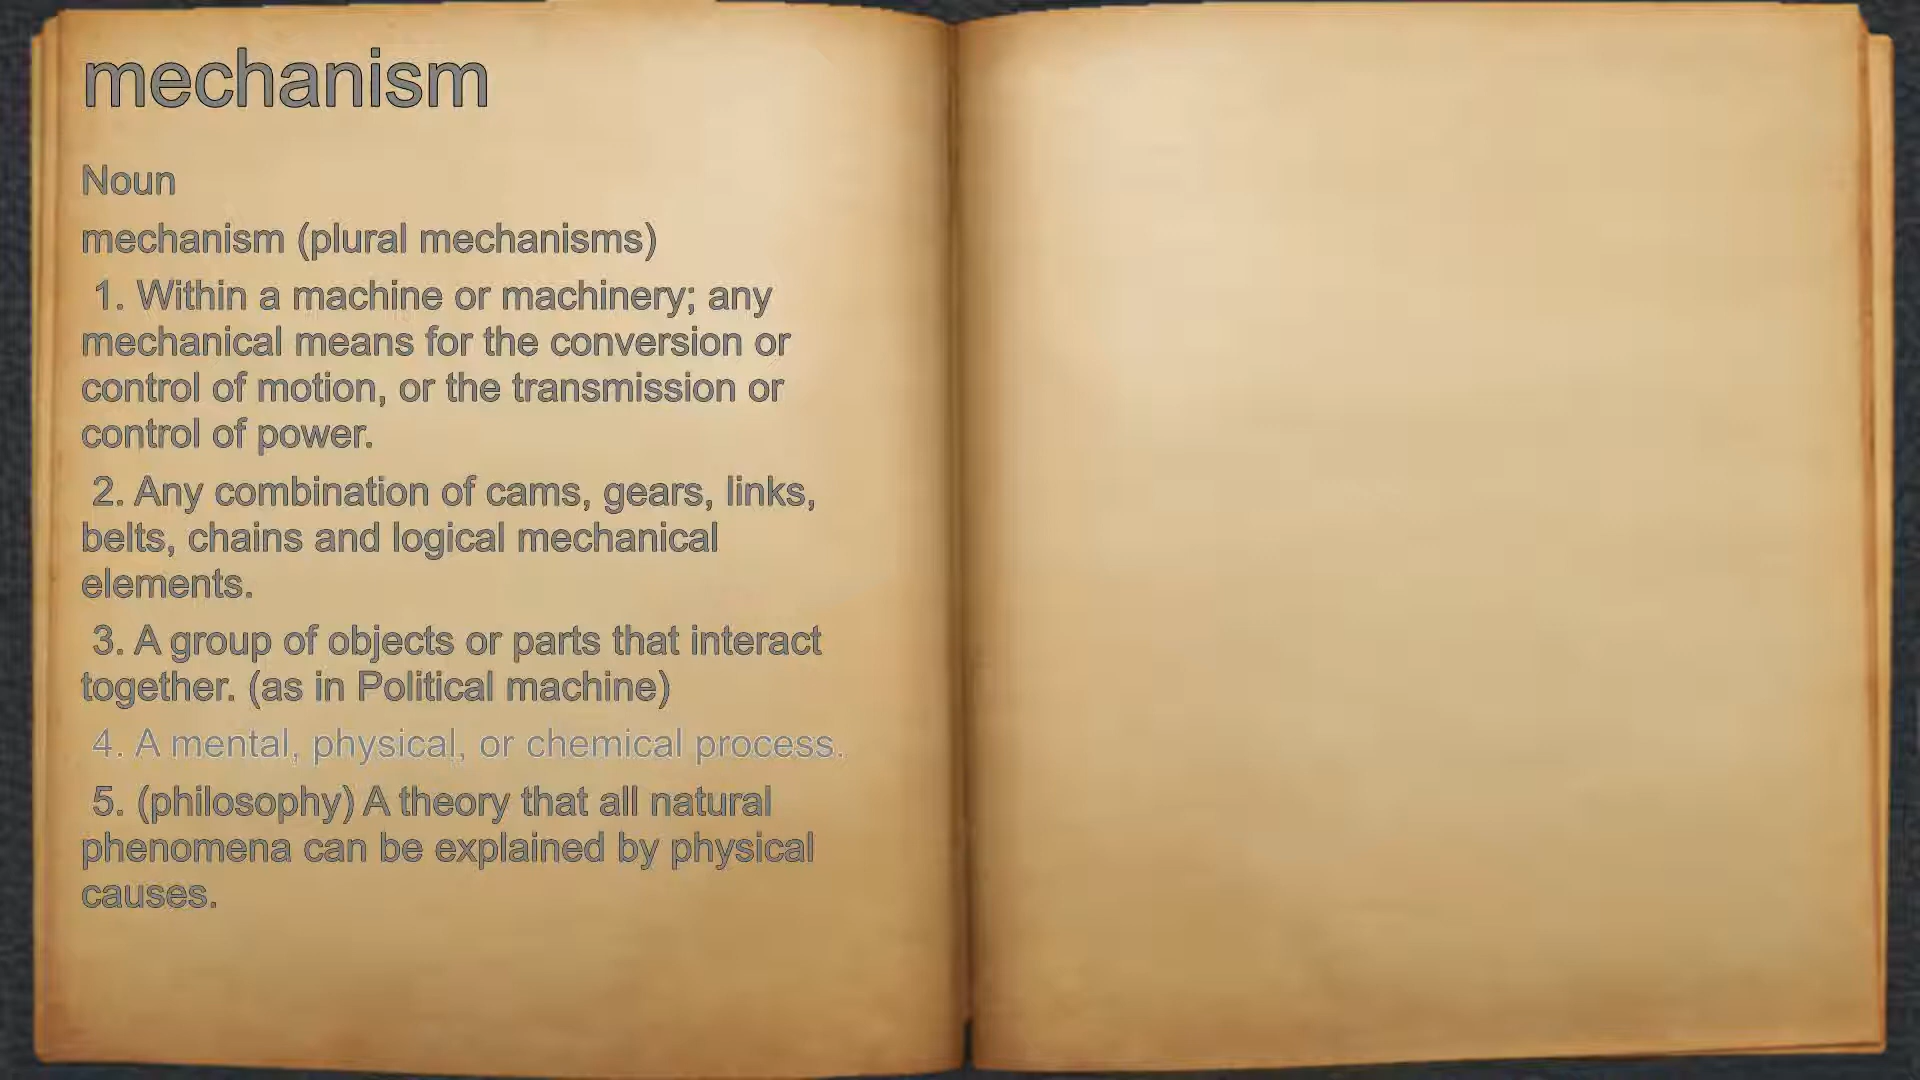 mechanism
Noun
mechanism (plural mechanisms)
1. Within a machine or machinery; any
mechanical means for the conversion or
control of motion, or the transmission or
control of power.
2. Any combination of cams, gears, links,
belts, chains and logical mechanical
elements.
3. A group of objects or parts that interact
together. (as in Political machine)
4. A mental, physical, or chemical process.
5. (philosophy) A theory that all natural
phenomena can be explained by physical
causes.